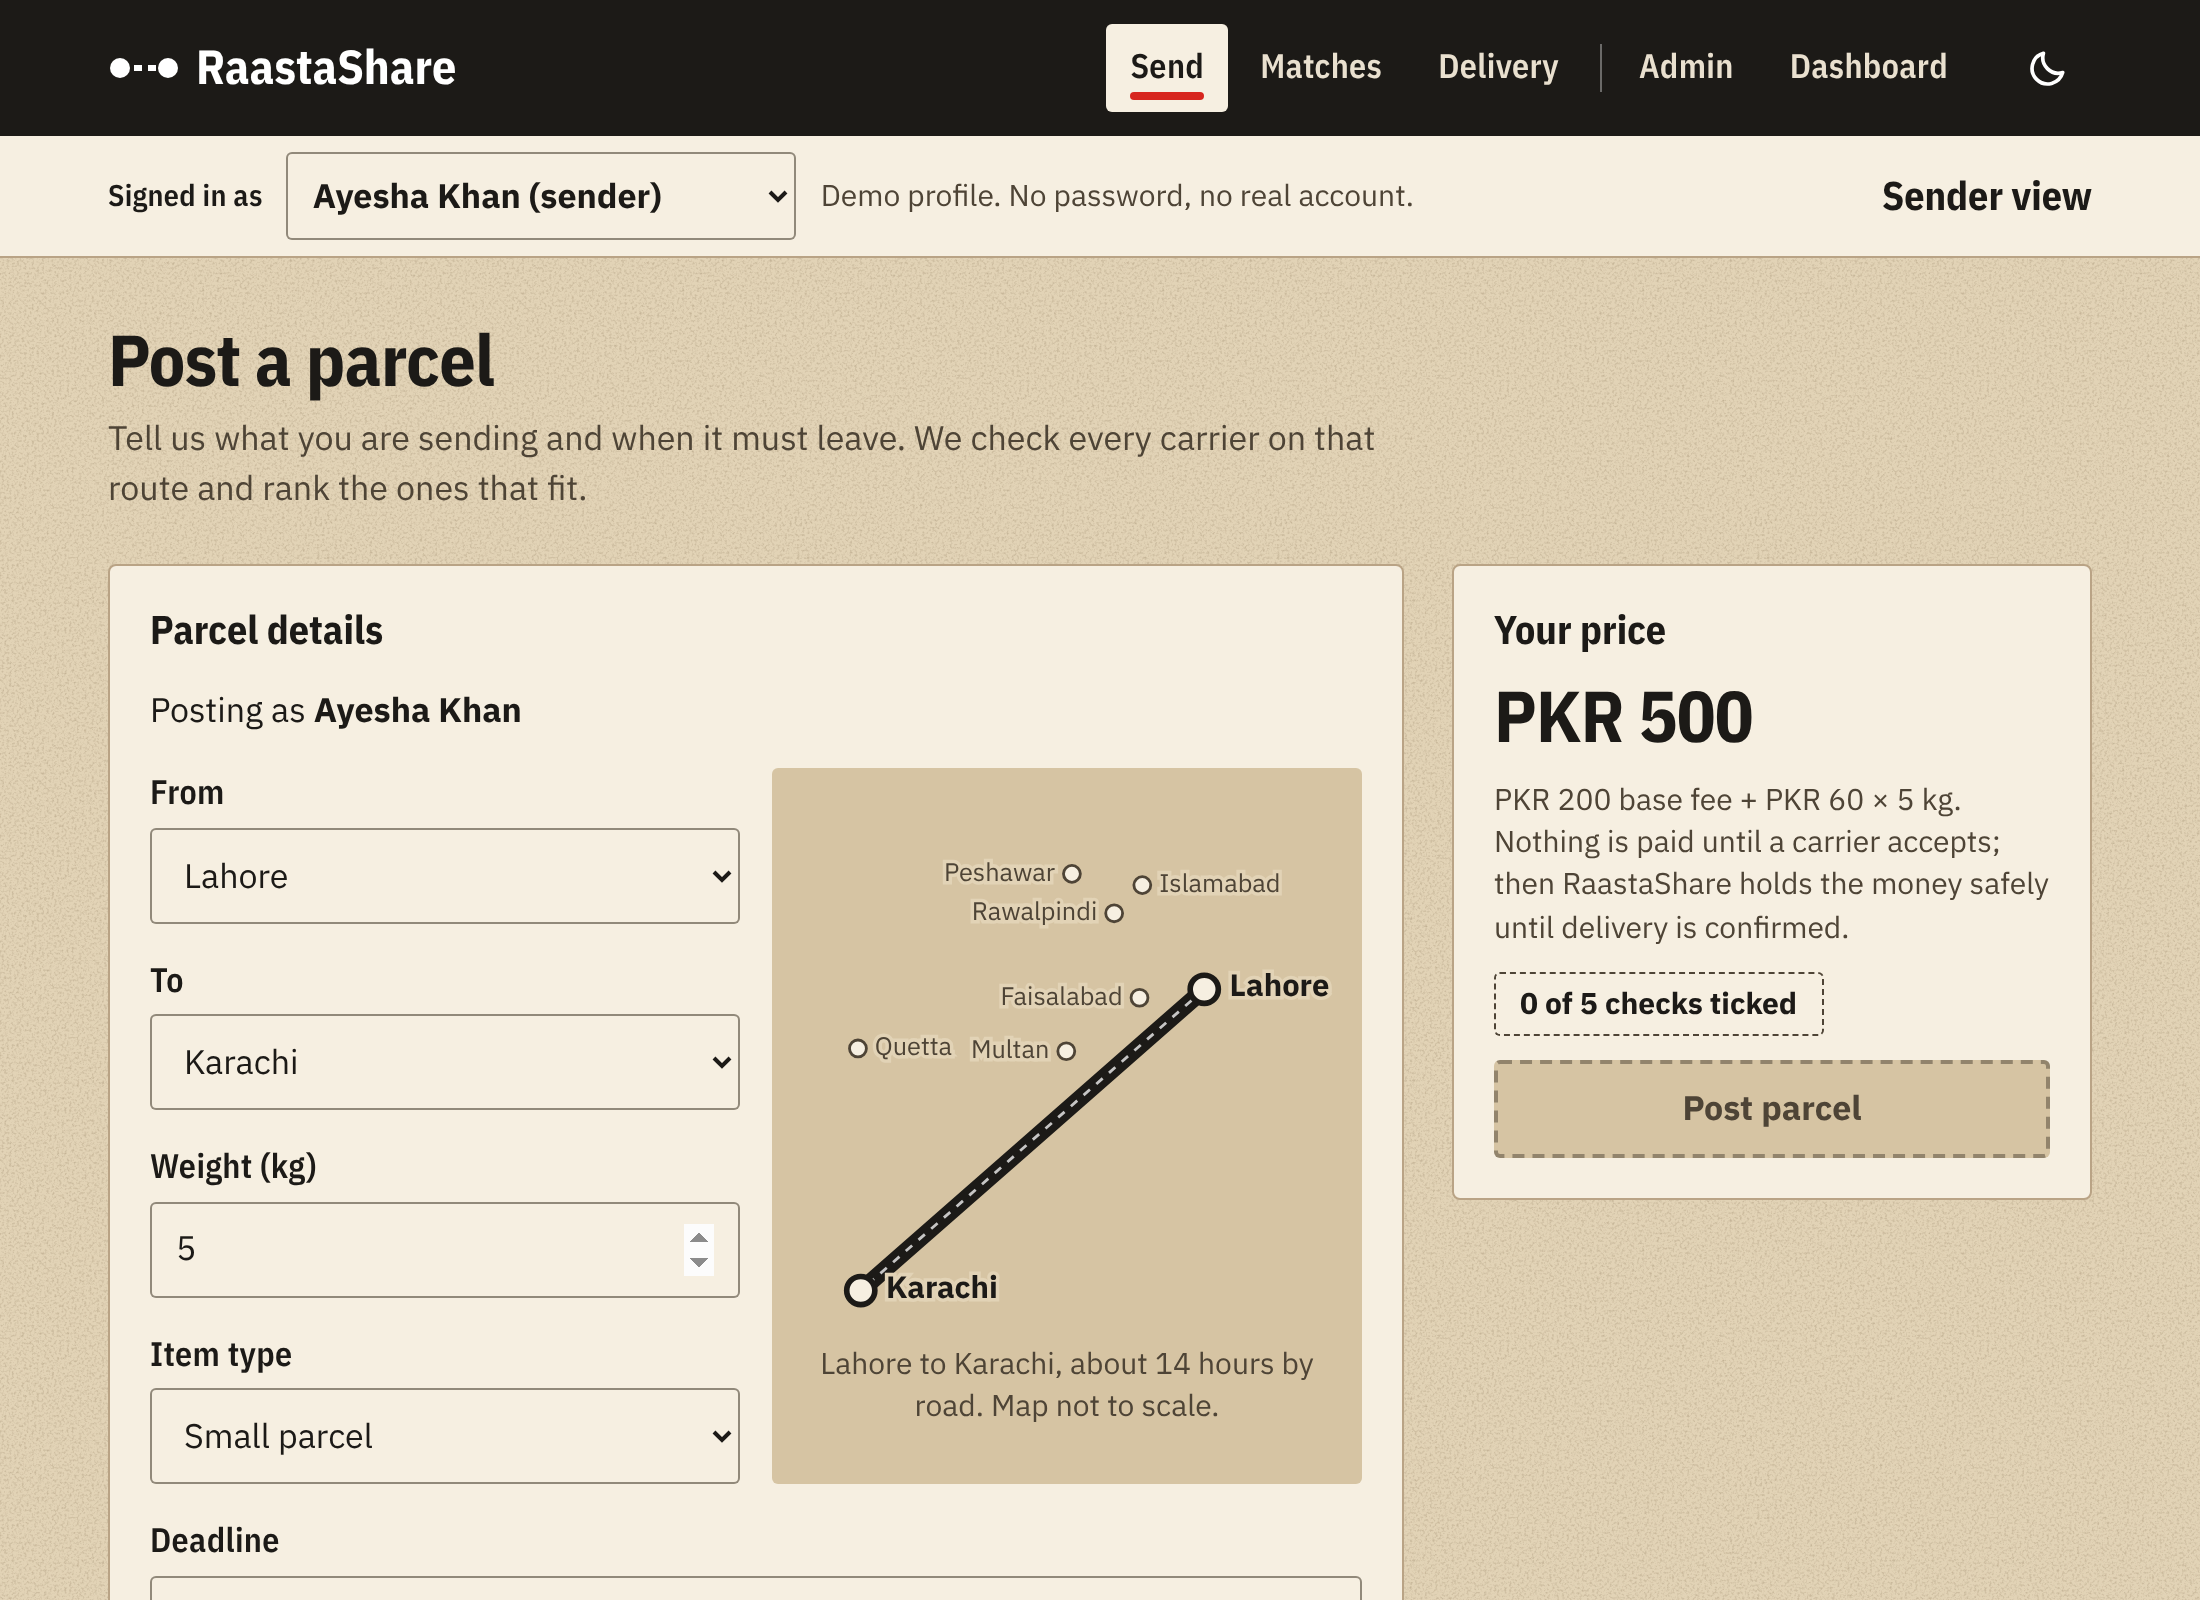 RaastaShare
Send
Matches
Delivery
Admin
Dashboard
Signed in as
Ayesha Khan (sender)
Demo profile. No password, no real account.
Sender view
Post a parcel
Tell us what you are sending and when it must leave. We check every carrier on that
route and rank the ones that fit.
Parcel details
Posting as Ayesha Khan
From
Lahore
To
Karachi
Weight (kg)
5
Item type
Small parcel
Peshawar
Islamabad
Rawalpindi
Faisalabad
Lahore
Quetta
Multan
Karachi
Lahore to Karachi, about 14 hours by
road. Map not to scale.
Deadline
Your price
PKR 500
PKR 200 base fee + PKR 60 × 5 kg.
Nothing is paid until a carrier accepts;
then RaastaShare holds the money safely
until delivery is confirmed.
0 of 5 checks ticked
Post parcel